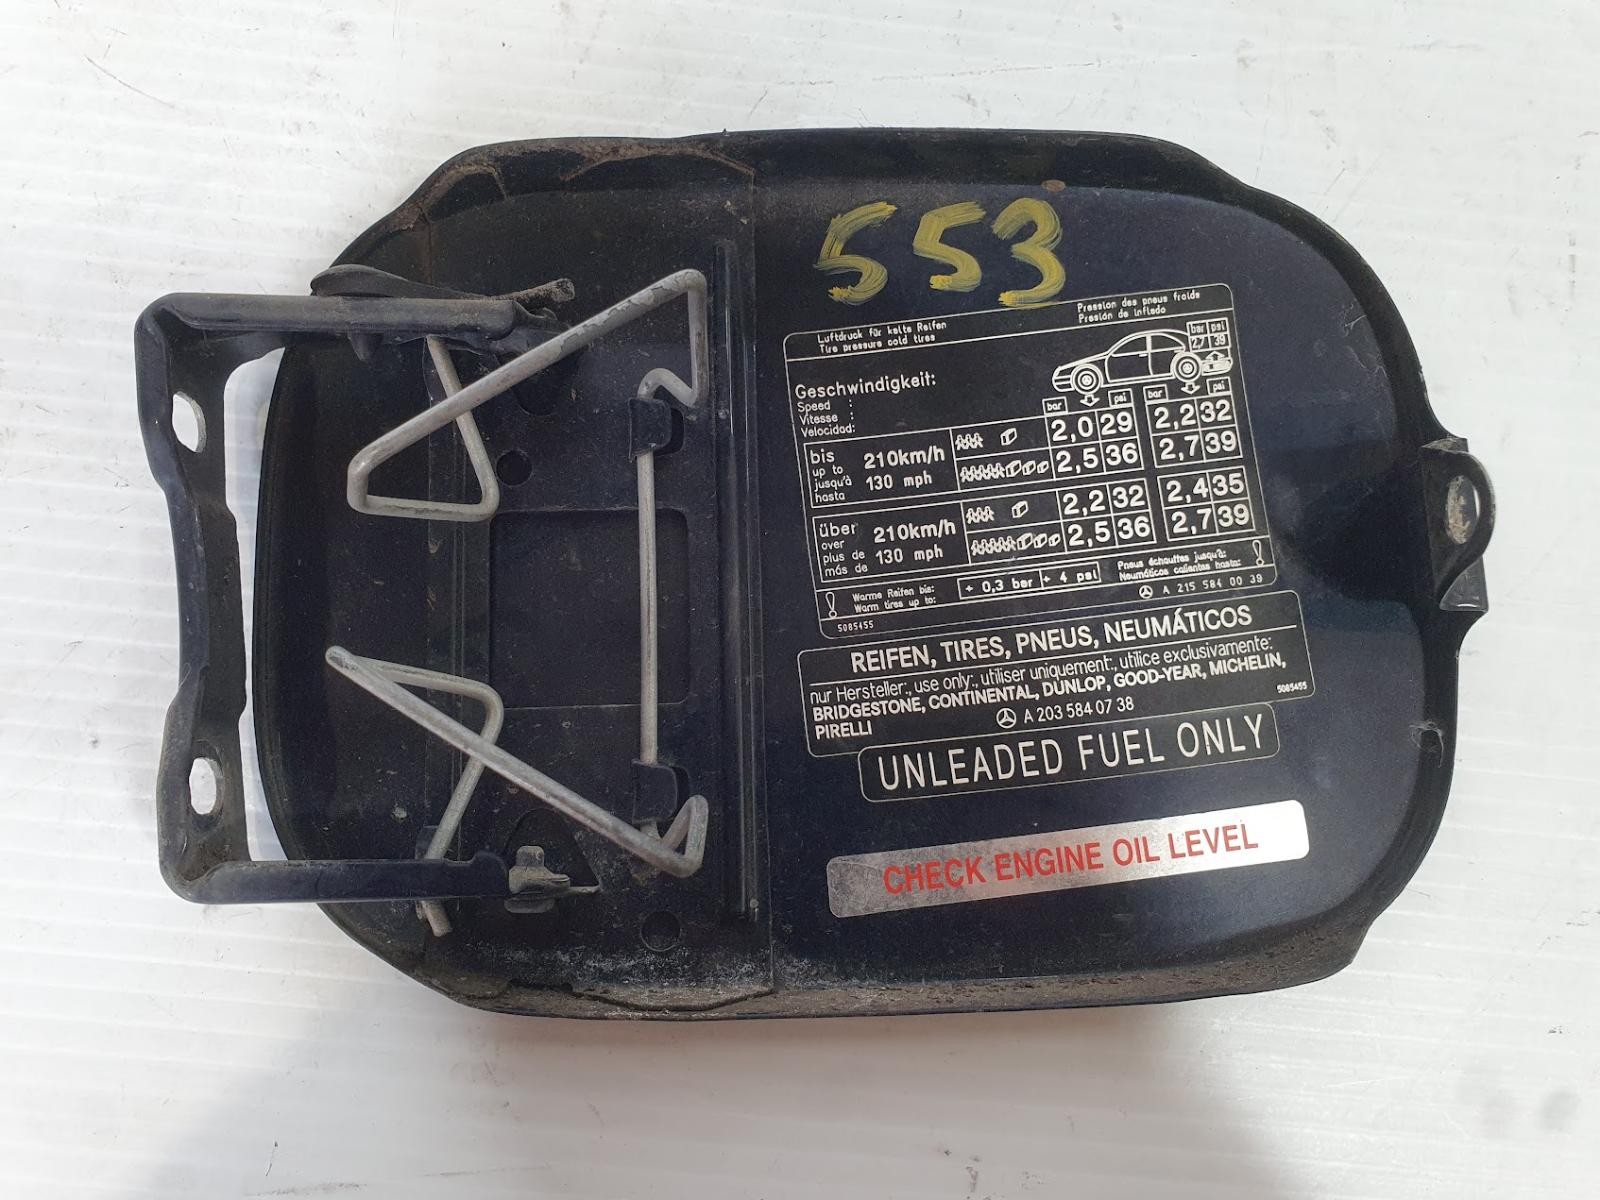 553
Luftdruck für kalte Reifen
Tire pressure cold tires
Pression des pneus froids
Presión de inflado
bar psi
2,7 39
Geschwindigkeit:
Speed :
Vitesse :
Velocidad:
bar psi bar psi
bis
up to
jusqu'à
hasta
210km/h
130 mph
2,0 29 2,2 32
2,5 36 2,7 39
über
over
plus de
más de
210km/h
130 mph
2,2 32 2,4 35
2,5 36 2,7 39
! Warme Reifen bis:
Warm tires up to:
+ 0,3 bar + 4 psi
Pneus échauffés jusqu'à:
Neumáticos calientes hasta: !
5085455
A 215 584 00 39
REIFEN, TIRES, PNEUS, NEUMÁTICOS
nur Hersteller:, use only:, utiliser uniquement:, utilice exclusivamente:
BRIDGESTONE, CONTINENTAL, DUNLOP, GOOD-YEAR, MICHELIN,
PIRELLI
A 203 584 07 38
5085455
UNLEADED FUEL ONLY
CHECK ENGINE OIL LEVEL